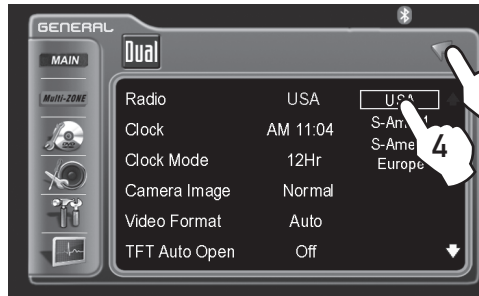 GENERAL
MAIN
Dual
Multi-ZONE
Radio USA USA
Clock AM 11:04
Clock Mode 12Hr
Europe
Camera Image Normal
Video Format Auto
TFT Auto Open Off
4